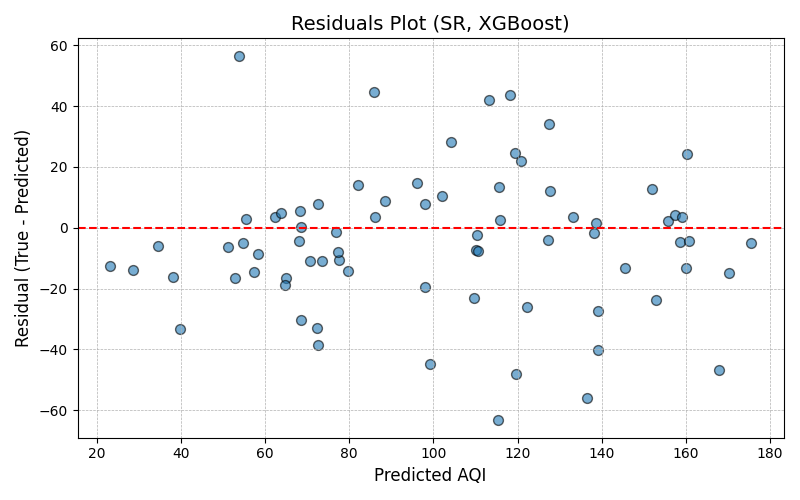 Residuals Plot (SR, XGBoost)
60
40
20
0
−20
−40
−60
Residual (True - Predicted)
20 40 60 80 100 120 140 160 180
Predicted AQI